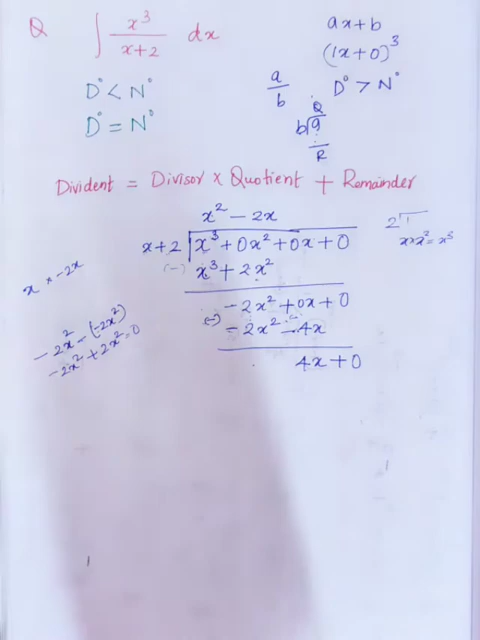 Q ∫ x³/(x+2) dx
ax+b
(1x+0)³
D° < N°
D° = N°
a/b D° > N°
Q
b)a
R
Divident = Divisor × Quotient + Remainder
x² - 2x
x+2 | x³+0x²+0x+0
(-) x³+2x²
-2x²+0x+0
(-) -2x² -4x
4x+0
x × -2x
-2x² - (-2x²)
-2x² + 2x² = 0
x×x² = x³